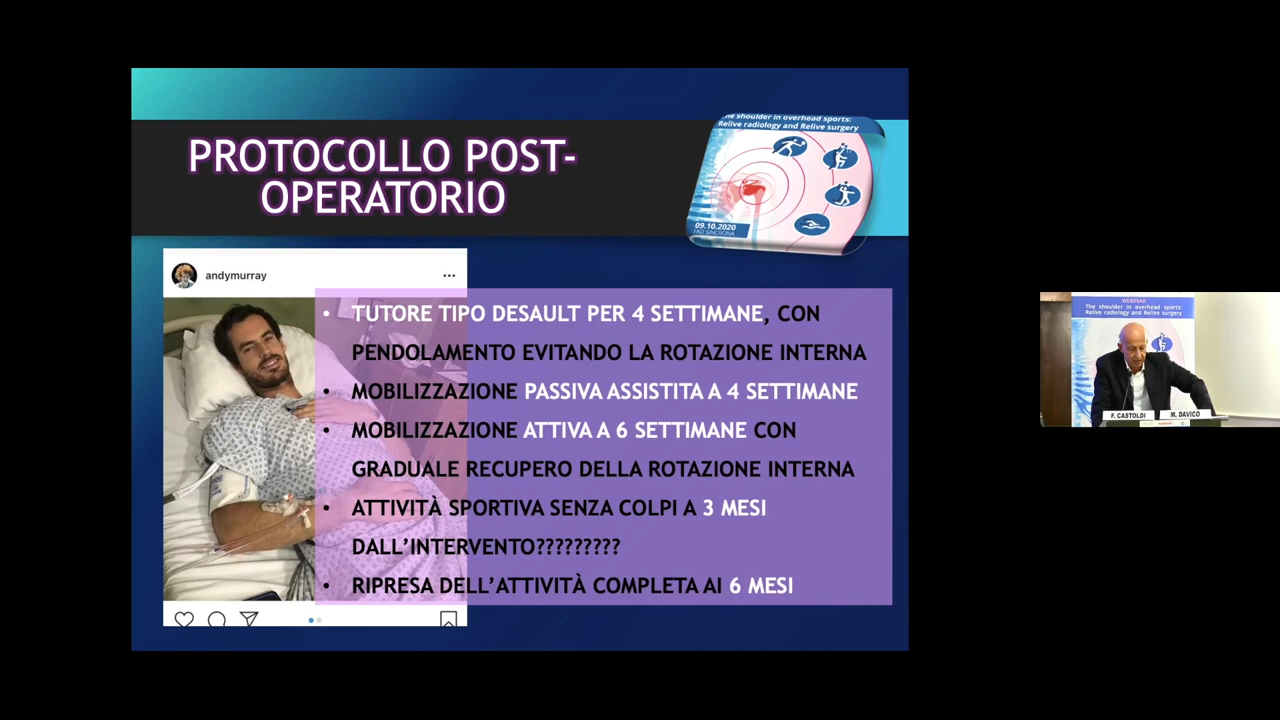 PROTOCOLLO POST-
OPERATORIO
The shoulder in overhead sports:
Relive radiology and Relive surgery
09.10.2020
FAD SINCRONA
andymurray
• TUTORE TIPO DESAULT PER 4 SETTIMANE, CON
PENDOLAMENTO EVITANDO LA ROTAZIONE INTERNA
• MOBILIZZAZIONE PASSIVA ASSISTITA A 4 SETTIMANE
• MOBILIZZAZIONE ATTIVA A 6 SETTIMANE CON
GRADUALE RECUPERO DELLA ROTAZIONE INTERNA
• ATTIVITÀ SPORTIVA SENZA COLPI A 3 MESI
DALL'INTERVENTO?????????
• RIPRESA DELL'ATTIVITÀ COMPLETA AI 6 MESI
WEBINAR
The shoulder in overhead sports:
Relive radiology and Relive surgery
F. CASTOLDI
M. DAVICO